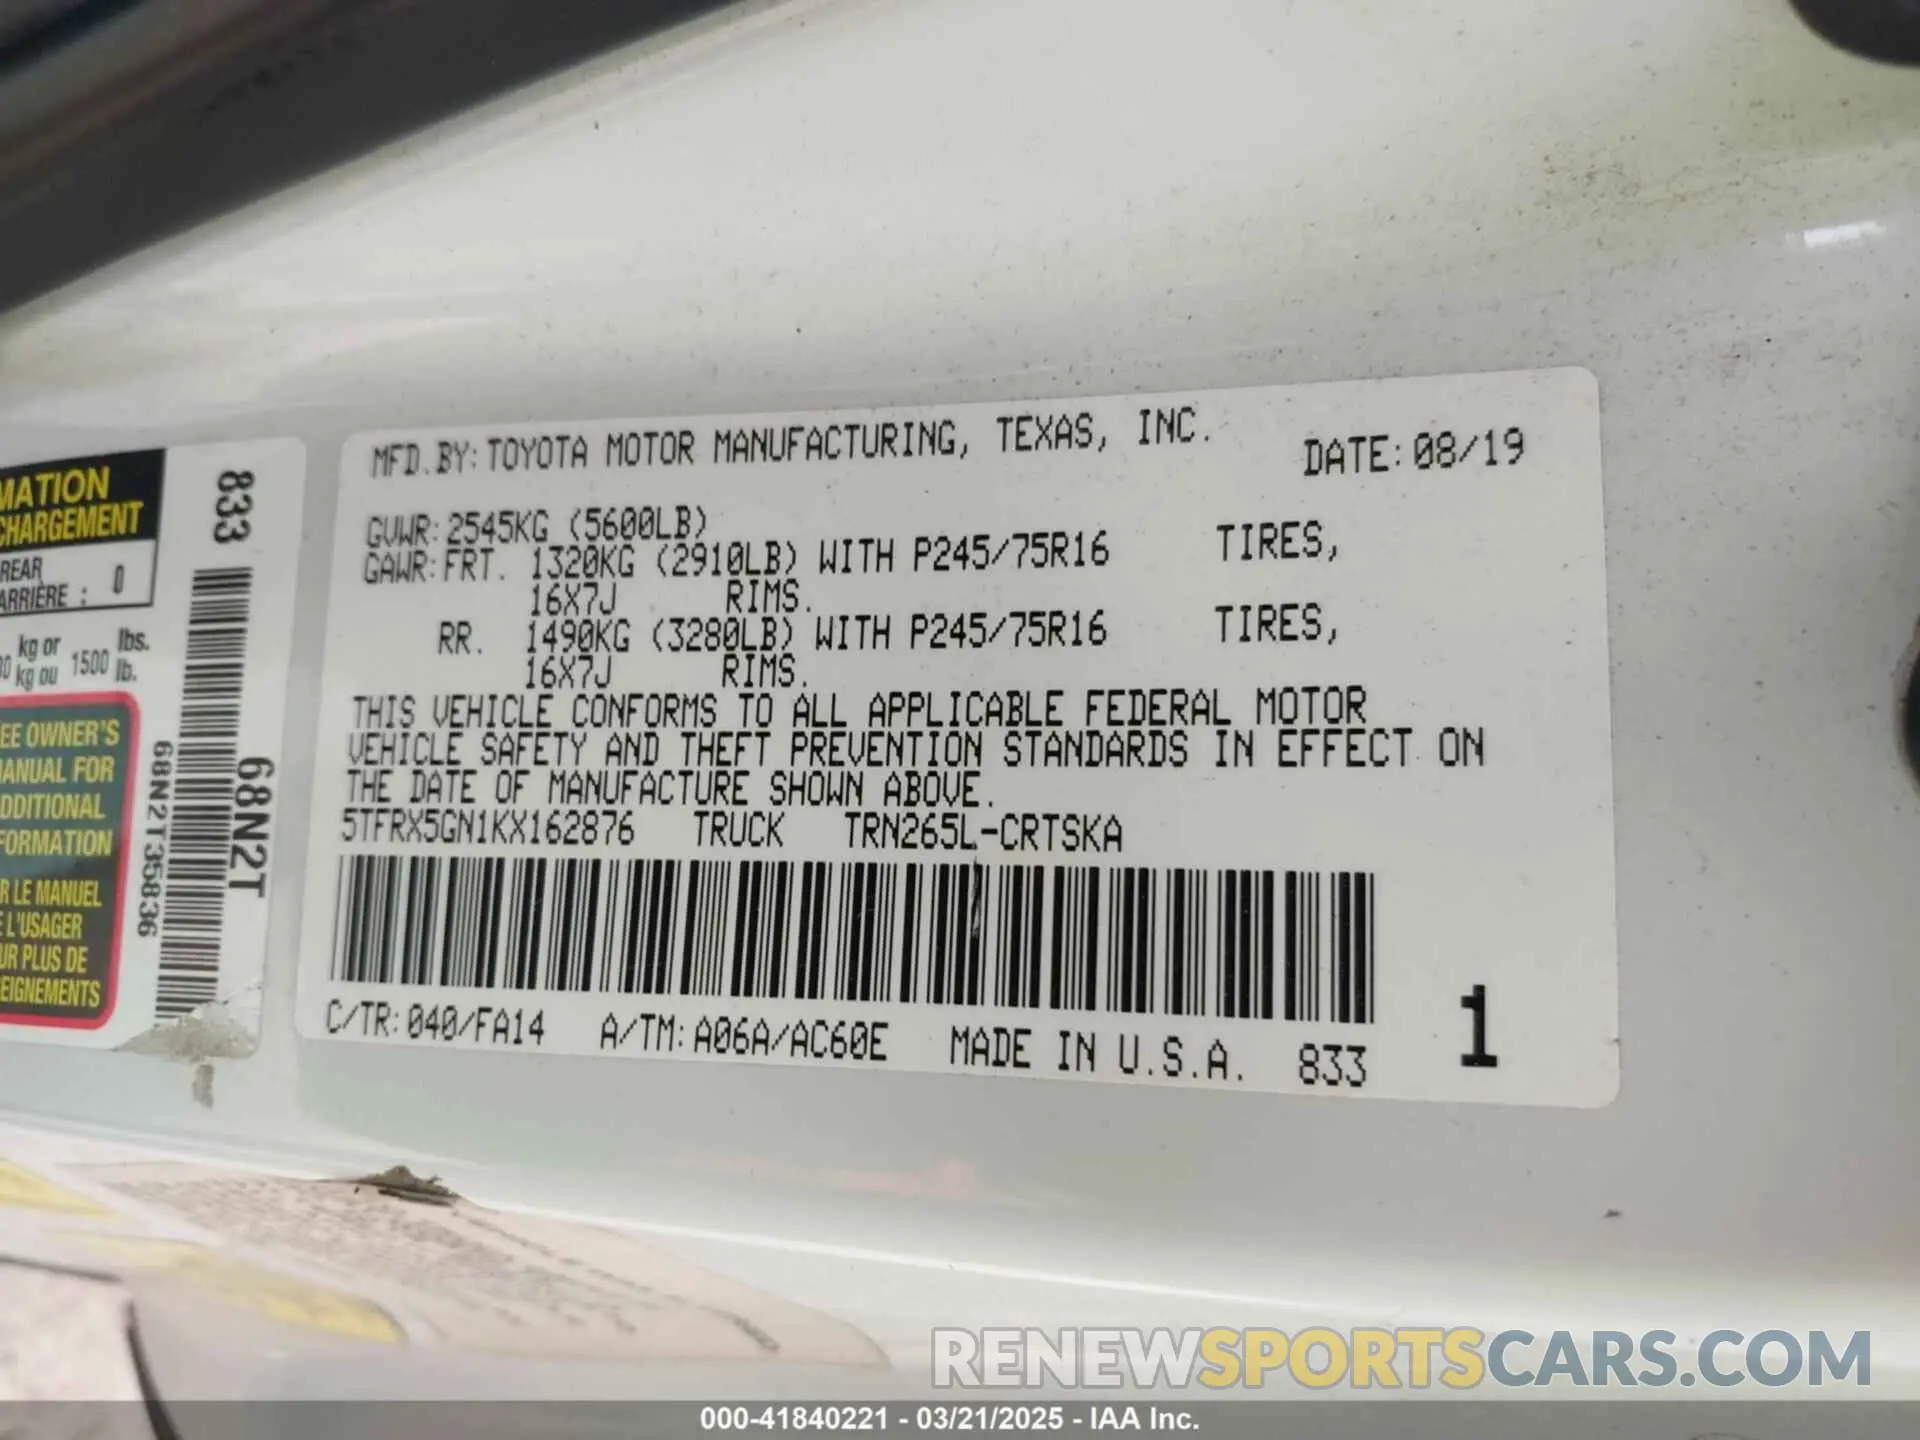 MATION
CHARGEMENT
REAR
ARRIÈRE : 0
kg or 1500 lbs.
kg ou lb.
EE OWNER'S
ANUAL FOR
DDITIONAL
FORMATION
R LE MANUEL
E L'USAGER
UR PLUS DE
EIGNEMENTS
833
68N2T
68N2T35836
MFD.BY:TOYOTA MOTOR MANUFACTURING, TEXAS, INC. DATE:08/19
GVWR:2545KG (5600LB)
GAWR:FRT. 1320KG (2910LB) WITH P245/75R16 TIRES,
16X7J RIMS.
RR. 1490KG (3280LB) WITH P245/75R16 TIRES,
16X7J RIMS.
THIS VEHICLE CONFORMS TO ALL APPLICABLE FEDERAL MOTOR
VEHICLE SAFETY AND THEFT PREVENTION STANDARDS IN EFFECT ON
THE DATE OF MANUFACTURE SHOWN ABOVE.
5TFRX5GN1KX162876 TRUCK TRN265L-CRTSKA
C/TR:040/FA14 A/TM:A06A/AC60E MADE IN U.S.A. 833 1
RENEWSPORTSCARS.COM
000-41840221 - 03/21/2025 - IAA Inc.